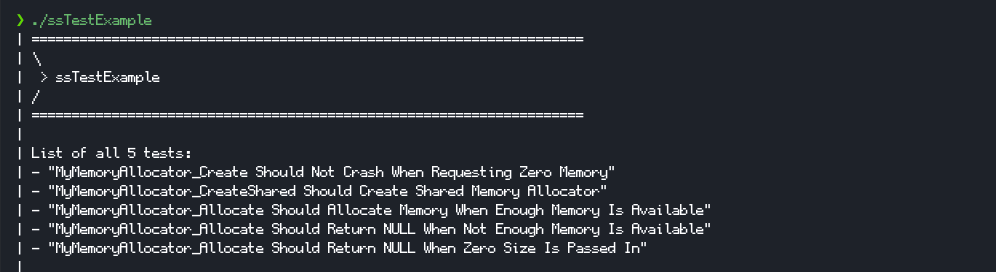 ❯ ./ssTestExample
| =====================================================================
| \
|  > ssTestExample
| /
| =====================================================================
|
| List of all 5 tests:
| - "MyMemoryAllocator_Create Should Not Crash When Requesting Zero Memory"
| - "MyMemoryAllocator_CreateShared Should Create Shared Memory Allocator"
| - "MyMemoryAllocator_Allocate Should Allocate Memory When Enough Memory Is Available"
| - "MyMemoryAllocator_Allocate Should Return NULL When Not Enough Memory Is Available"
| - "MyMemoryAllocator_Allocate Should Return NULL When Zero Size Is Passed In"
|